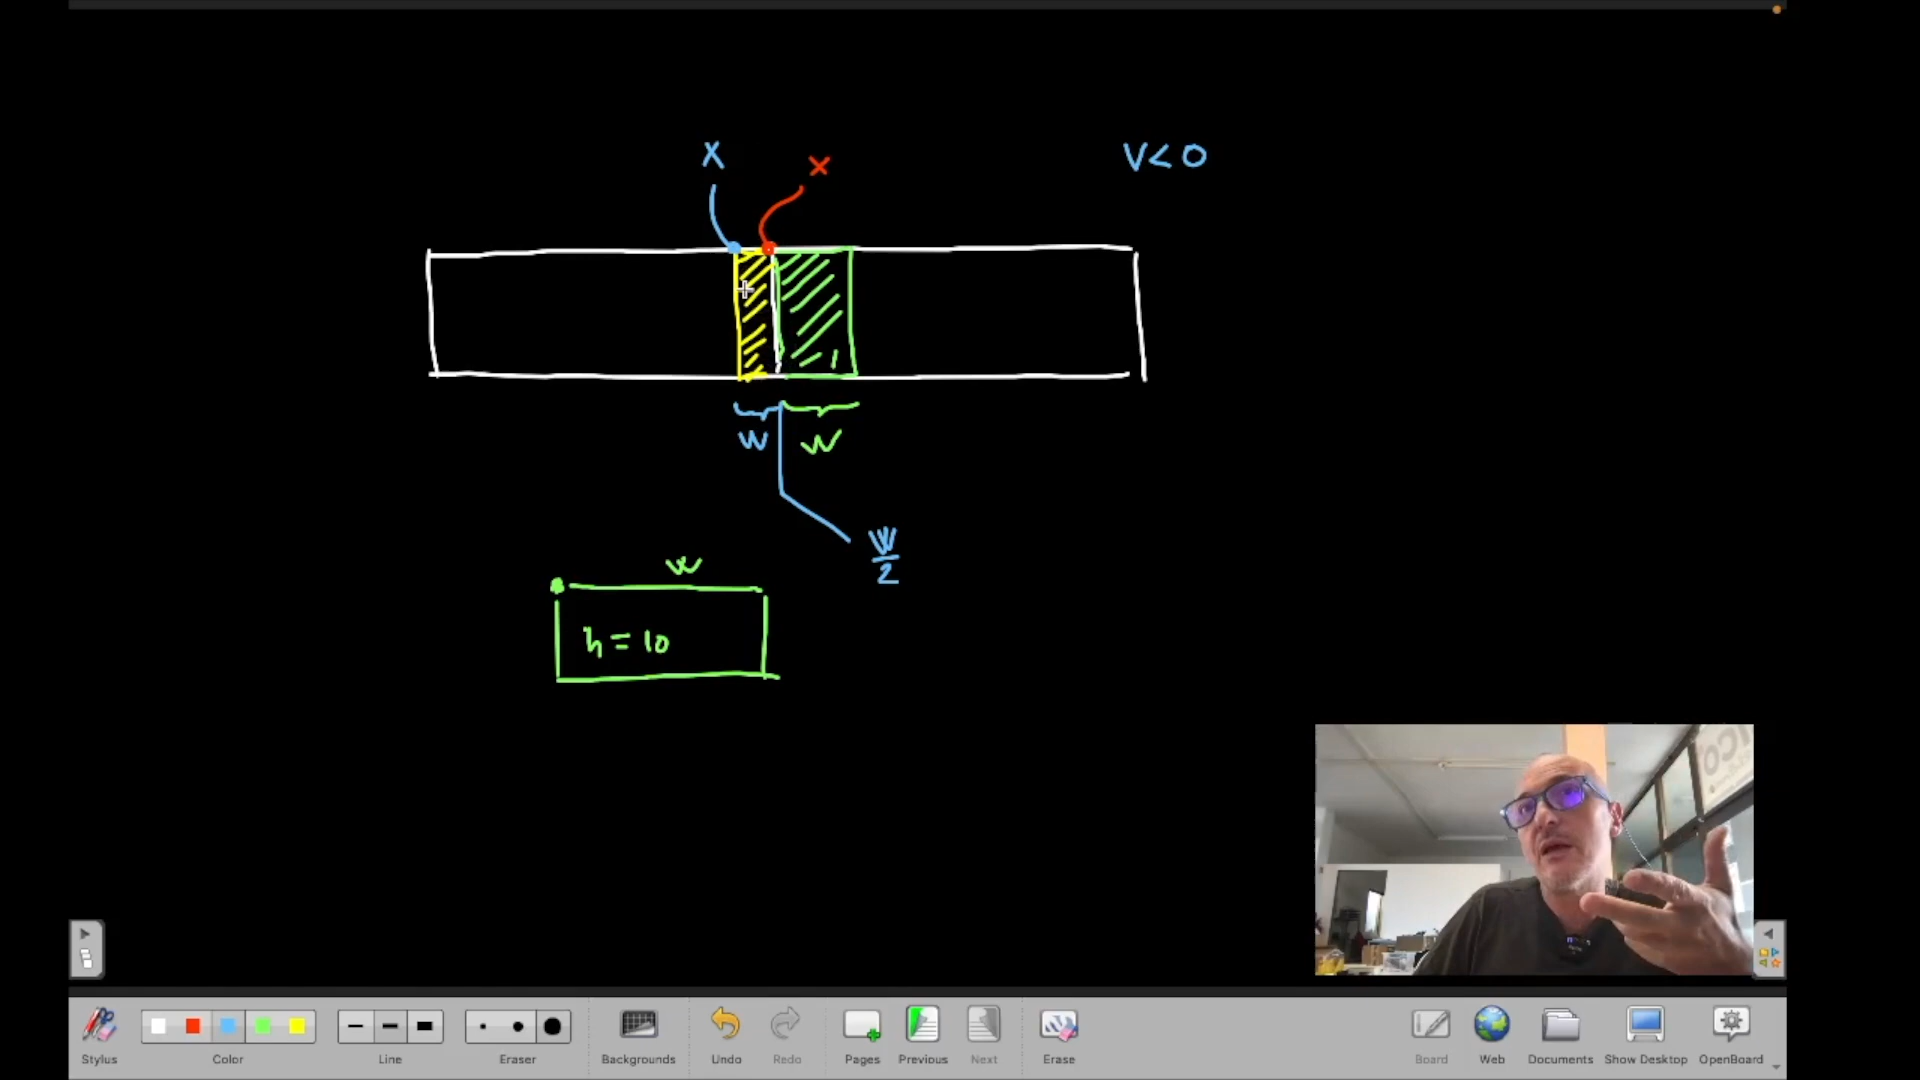 X
x
V<0
W
W
W
2
W
h = 10
Stylus
Color
Line
Eraser
Backgrounds
Undo
Redo
Pages
Previous
Next
Erase
Board
Web
Documents
Show Desktop
OpenBoard